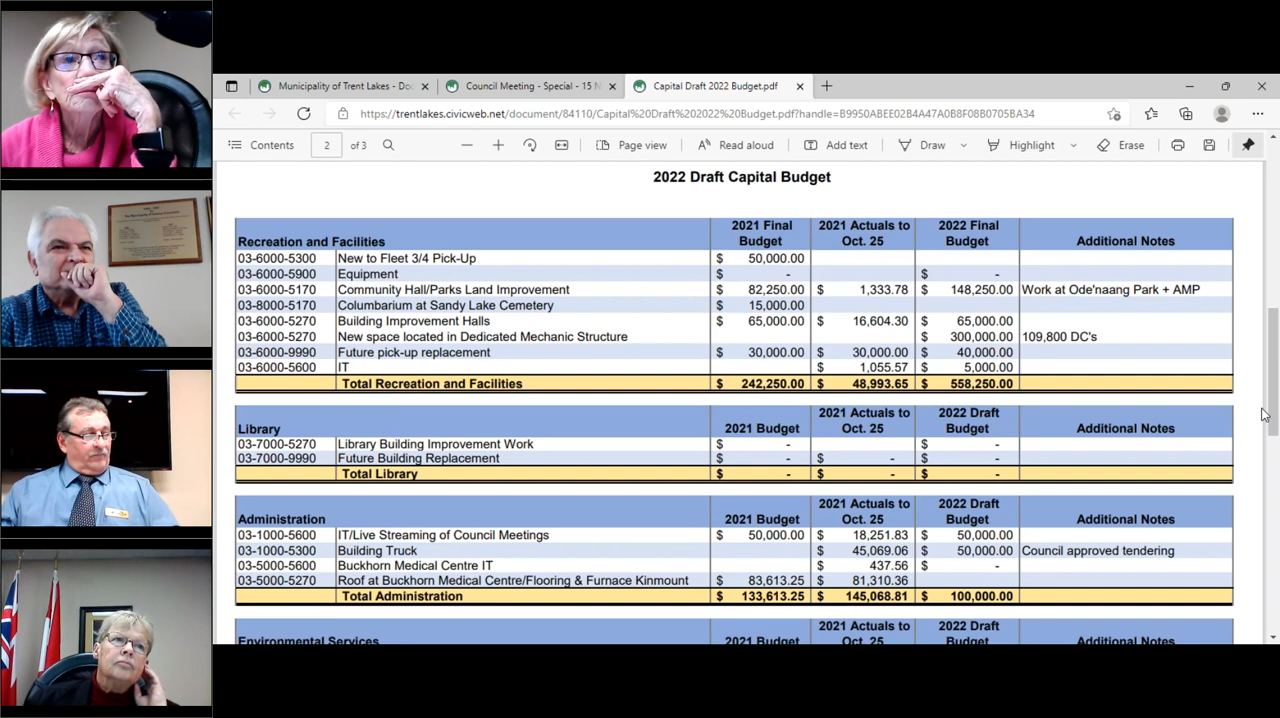 Municipality of Trent Lakes - Doc
Council Meeting - Special - 15 N
Capital Draft 2022 Budget.pdf
https://trentlakes.civicweb.net/document/84110/Capital%20Draft%202022%20Budget.pdf?handle=B9950ABEE02B4A47A0B8F08B0705BA34
Contents 2 of 3 Page view Read aloud Add text Draw Highlight Erase
2022 Draft Capital Budget
Recreation and Facilities 2021 Final Budget 2021 Actuals to Oct. 25 2022 Final Budget Additional Notes
03-6000-5300 New to Fleet 3/4 Pick-Up $ 50,000.00
03-6000-5900 Equipment $ - $ -
03-6000-5170 Community Hall/Parks Land Improvement $ 82,250.00 $ 1,333.78 $ 148,250.00 Work at Ode'naang Park + AMP
03-8000-5170 Columbarium at Sandy Lake Cemetery $ 15,000.00
03-6000-5270 Building Improvement Halls $ 65,000.00 $ 16,604.30 $ 65,000.00
03-6000-5270 New space located in Dedicated Mechanic Structure $ 300,000.00 109,800 DC's
03-6000-9990 Future pick-up replacement $ 30,000.00 $ 30,000.00 $ 40,000.00
03-6000-5600 IT $ 1,055.57 $ 5,000.00
Total Recreation and Facilities $ 242,250.00 $ 48,993.65 $ 558,250.00
Library 2021 Budget 2021 Actuals to Oct. 25 2022 Draft Budget Additional Notes
03-7000-5270 Library Building Improvement Work $ - $ -
03-7000-9990 Future Building Replacement $ - $ - $ -
Total Library $ - $ - $ -
Administration 2021 Budget 2021 Actuals to Oct. 25 2022 Draft Budget Additional Notes
03-1000-5600 IT/Live Streaming of Council Meetings $ 50,000.00 $ 18,251.83 $ 50,000.00
03-1000-5300 Building Truck $ 45,069.06 $ 50,000.00 Council approved tendering
03-5000-5600 Buckhorn Medical Centre IT $ 437.56 $ -
03-5000-5270 Roof at Buckhorn Medical Centre/Flooring & Furnace Kinmount $ 83,613.25 $ 81,310.36
Total Administration $ 133,613.25 $ 145,068.81 $ 100,000.00
Environmental Services 2021 Budget 2021 Actuals to Oct. 25 2022 Draft Budget Additional Notes